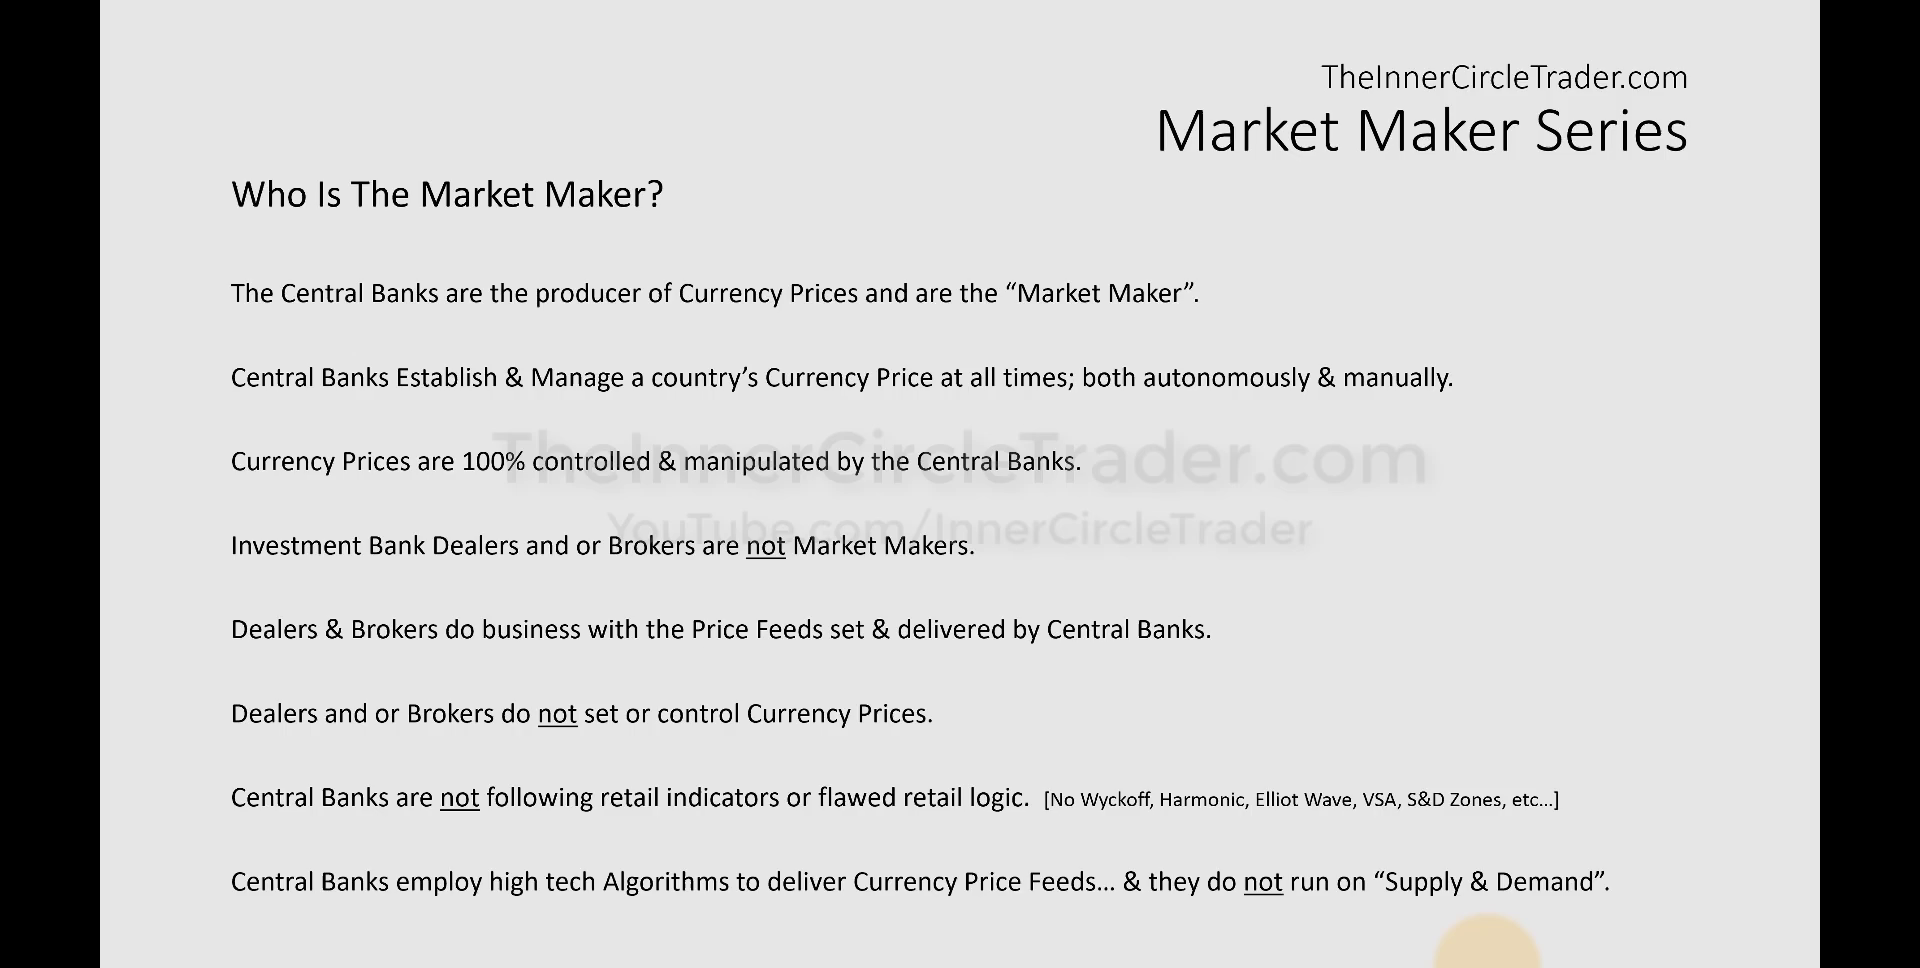 TheInnerCircleTrader.com
Market Maker Series
Who Is The Market Maker?
The Central Banks are the producer of Currency Prices and are the “Market Maker”.
Central Banks Establish & Manage a country’s Currency Price at all times; both autonomously & manually.
TheInnerCircleTrader.com
Currency Prices are 100% controlled & manipulated by the Central Banks.
YouTube.com/InnerCircleTrader
Investment Bank Dealers and or Brokers are not Market Makers.
Dealers & Brokers do business with the Price Feeds set & delivered by Central Banks.
Dealers and or Brokers do not set or control Currency Prices.
Central Banks are not following retail indicators or flawed retail logic. [No Wyckoff, Harmonic, Elliot Wave, VSA, S&D Zones, etc...]
Central Banks employ high tech Algorithms to deliver Currency Price Feeds... & they do not run on “Supply & Demand”.